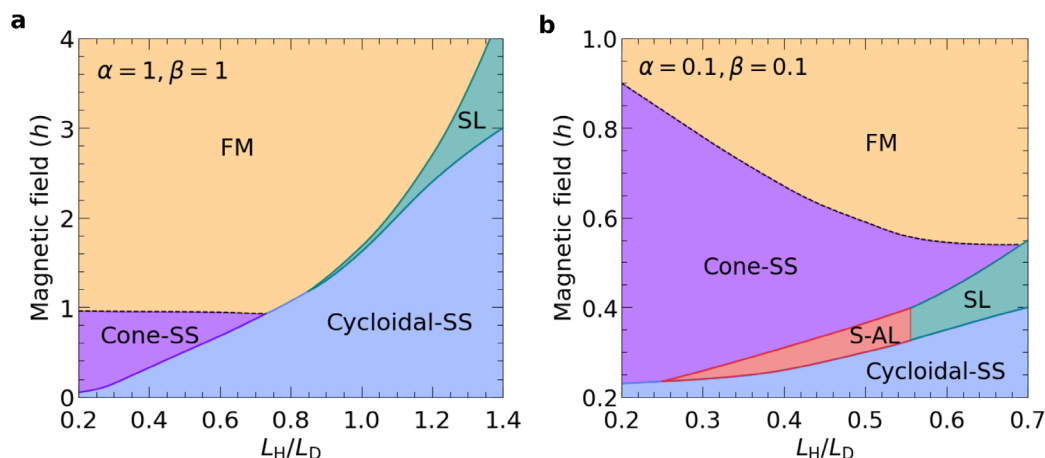 a
4
3
2
1
0
Magnetic field (h)
α = 1, β = 1
FM
SL
Cone-SS
Cycloidal-SS
0.2 0.4 0.6 0.8 1.0 1.2 1.4
L_H/L_D
b
1.0
0.8
0.6
0.4
0.2
Magnetic field (h)
α = 0.1, β = 0.1
FM
Cone-SS
SL
S-AL
Cycloidal-SS
0.2 0.3 0.4 0.5 0.6 0.7
L_H/L_D